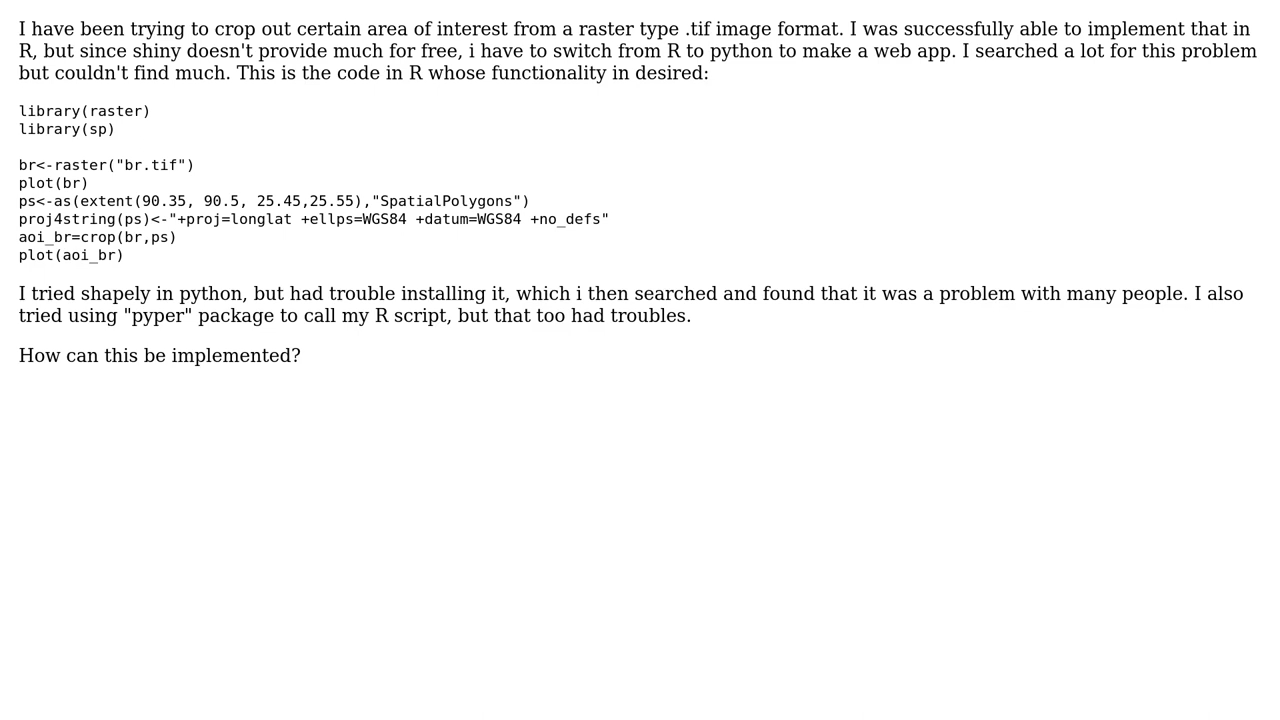 I have been trying to crop out certain area of interest from a raster type .tif image format. I was successfully able to implement that in
R, but since shiny doesn't provide much for free, i have to switch from R to python to make a web app. I searched a lot for this problem
but couldn't find much. This is the code in R whose functionality in desired:
library(raster)
library(sp)
br<-raster("br.tif")
plot(br)
ps<-as(extent(90.35, 90.5, 25.45,25.55),"SpatialPolygons")
proj4string(ps)<-"+proj=longlat +ellps=WGS84 +datum=WGS84 +no_defs"
aoi_br=crop(br,ps)
plot(aoi_br)
I tried shapely in python, but had trouble installing it, which i then searched and found that it was a problem with many people. I also
tried using "pyper" package to call my R script, but that too had troubles.
How can this be implemented?